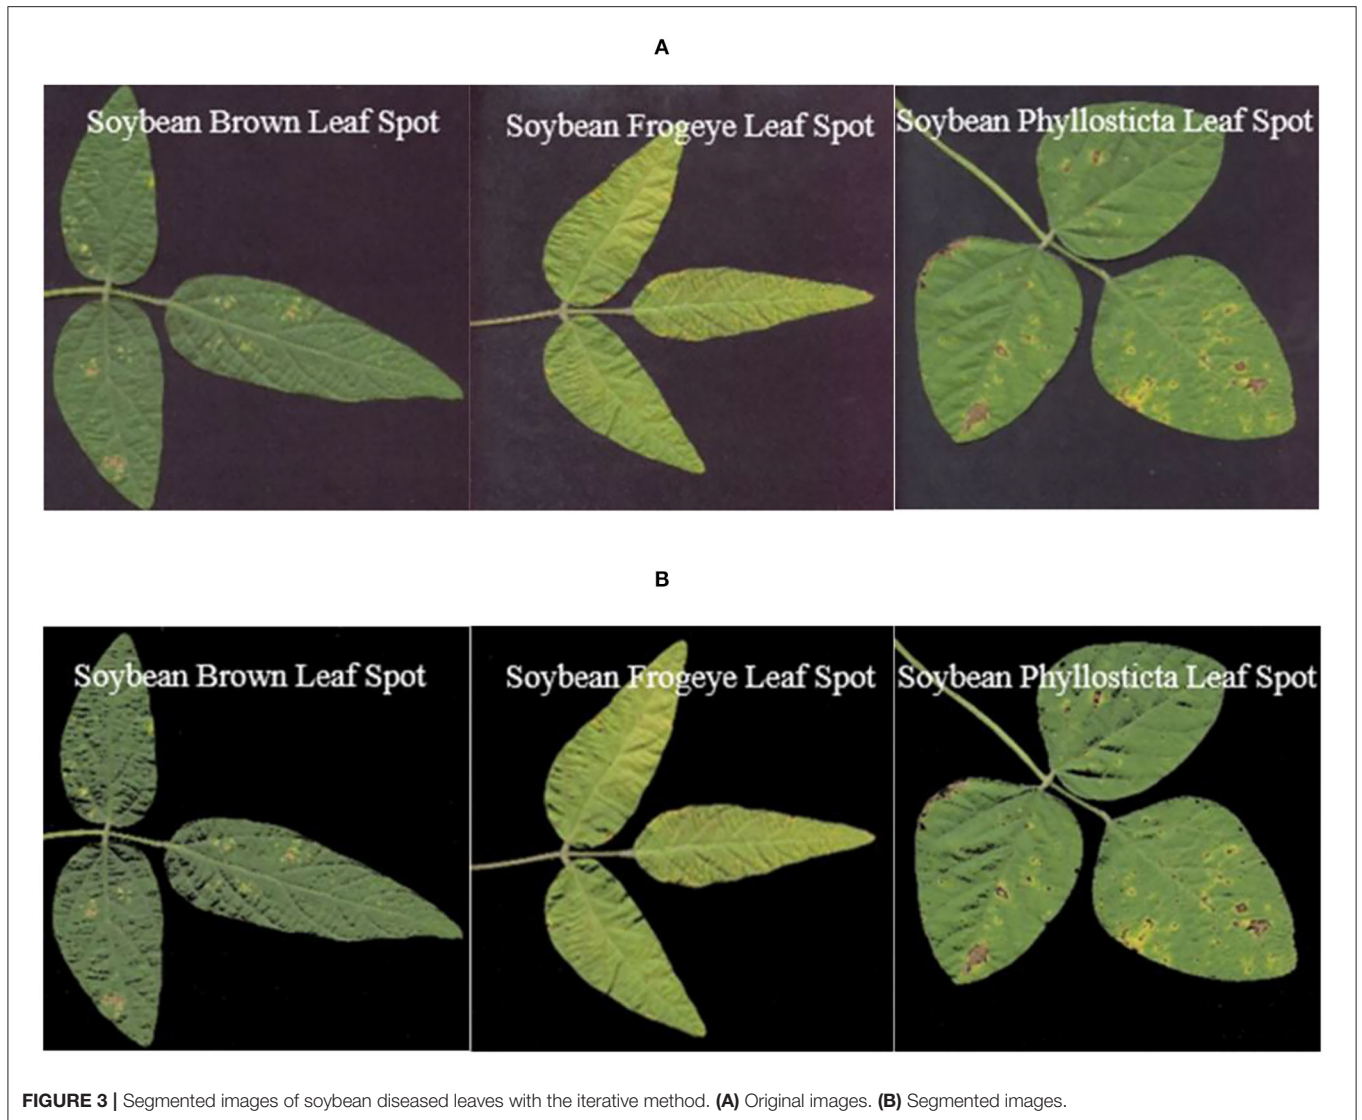 A
Soybean Brown Leaf Spot
Soybean Frogeye Leaf Spot
Soybean Phyllosticta Leaf Spot
B
Soybean Brown Leaf Spot
Soybean Frogeye Leaf Spot
Soybean Phyllosticta Leaf Spot
FIGURE 3 | Segmented images of soybean diseased leaves with the iterative method. (A) Original images. (B) Segmented images.